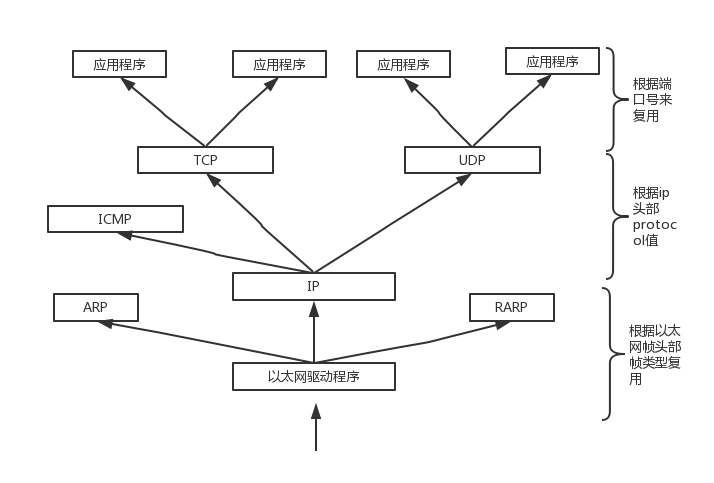 应用程序
应用程序
应用程序
应用程序
根据端
口号来
复用
TCP
UDP
根据ip
头部
protoc
ol值
ICMP
IP
ARP
RARP
根据以太
网帧头部
帧类型复
用
以太网驱动程序